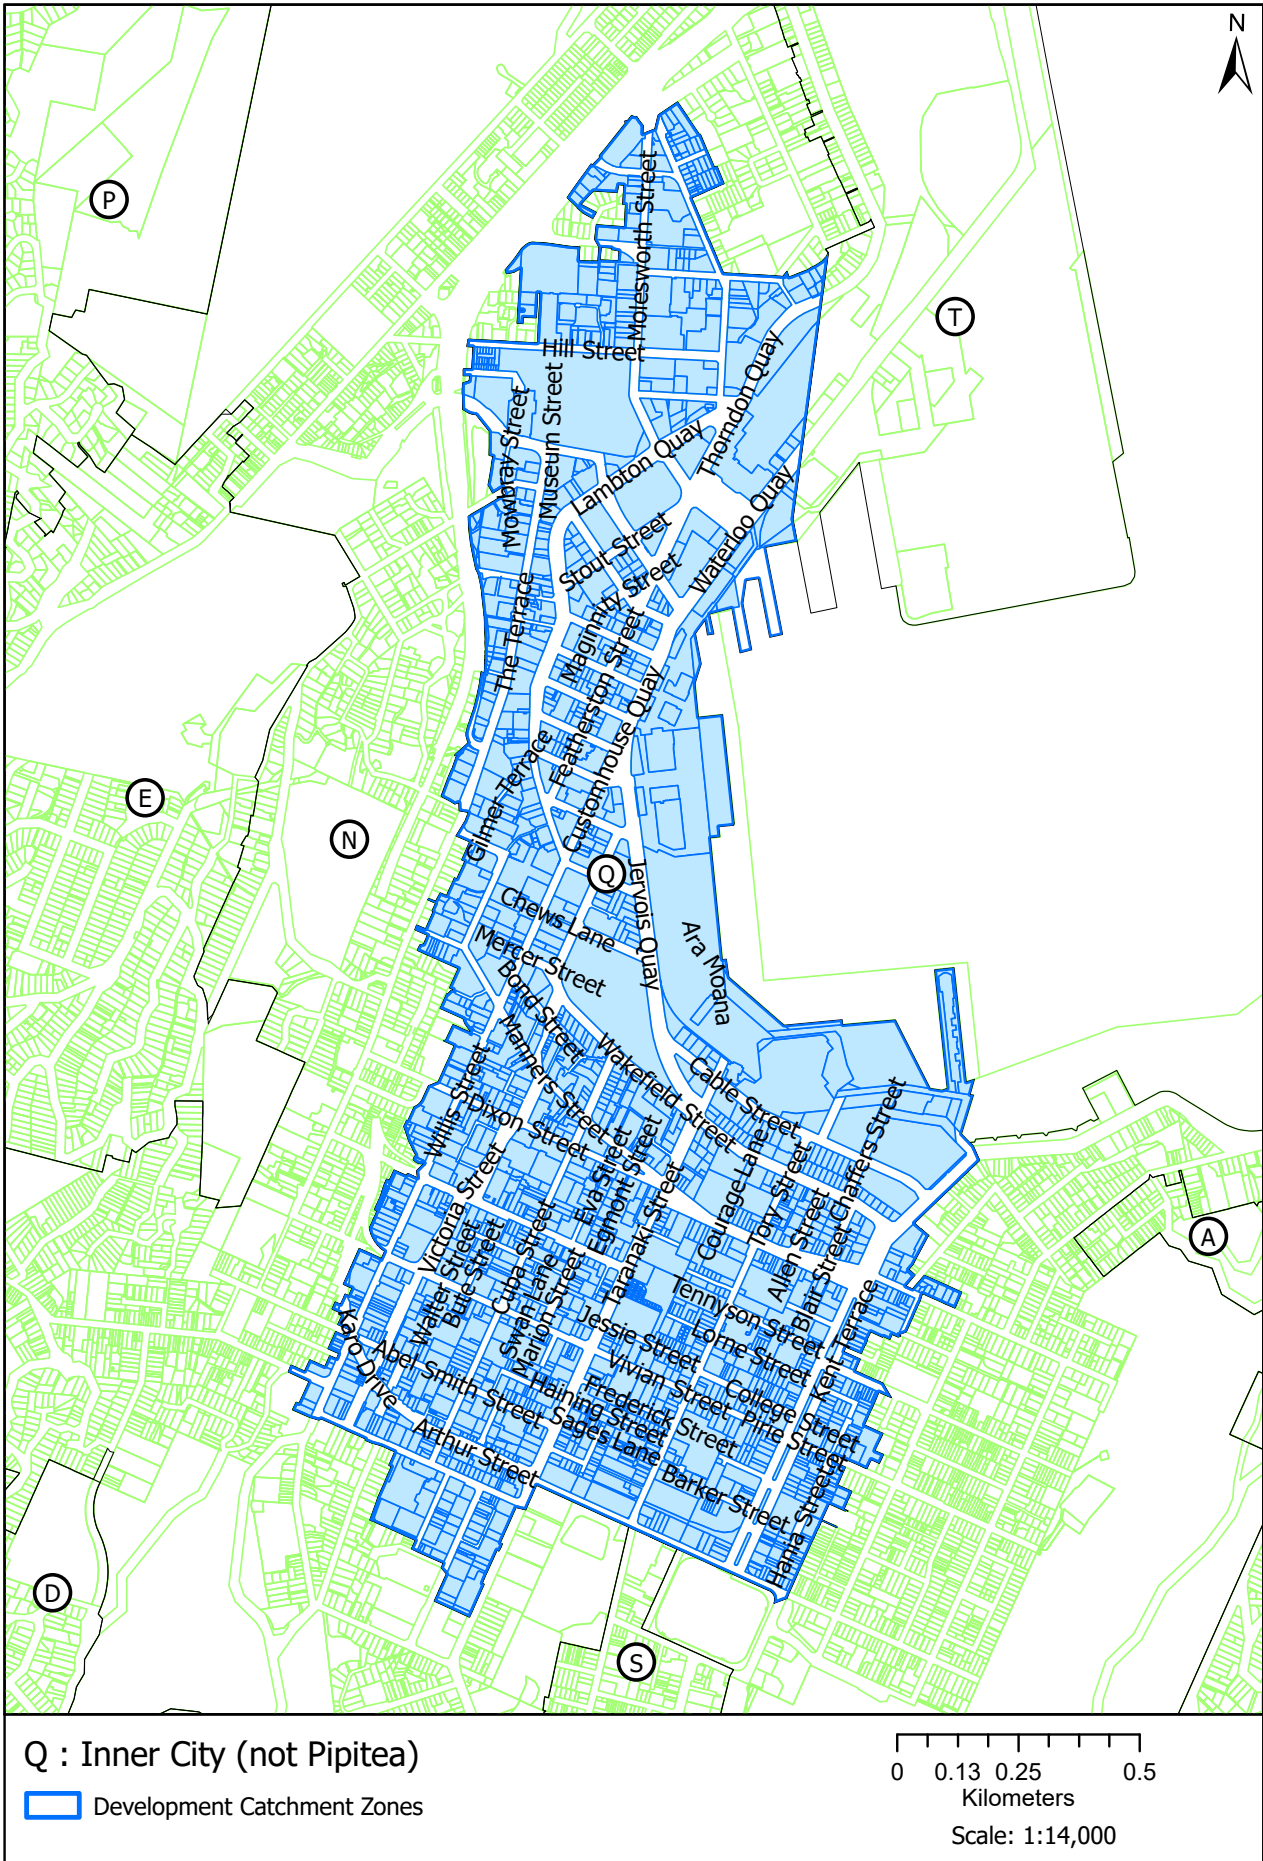 N
P
T
Molesworth Street
Hill Street
Thorndon Quay
Museum Street
Mowbray Street
Lambton Quay
Waterloo Quay
Stout Street
Maginnity Street
The Terrace
Featherston Street
Customhouse Quay
Gilmer Terrace
E
N
Q
Jervois Quay
Chews Lane
Ara Moana
Mercer Street
Bond Street
Manners Street
Wakefield Street
Cable Street
Willis Street
Dixon Street
Chaffers Street
Eva Street
Egmont Street
Courage Lane
Tory Street
Victoria Street
Taranaki Street
Allen Street
Blair Street
A
Walter Street
Bute Street
Cuba Street
Swan Lane
Marion Street
Tennyson Street
Jessie Street
Lorne Street
Kent Terrace
Karo Drive
Abel Smith Street
Vivian Street
College Street
Haining Street
Frederick Street
Pirie Street
Sages Lane
Arthur Street
Barker Street
Hania Street
D
S
Q : Inner City (not Pipitea)
Development Catchment Zones
0 0.13 0.25 0.5
Kilometers
Scale: 1:14,000